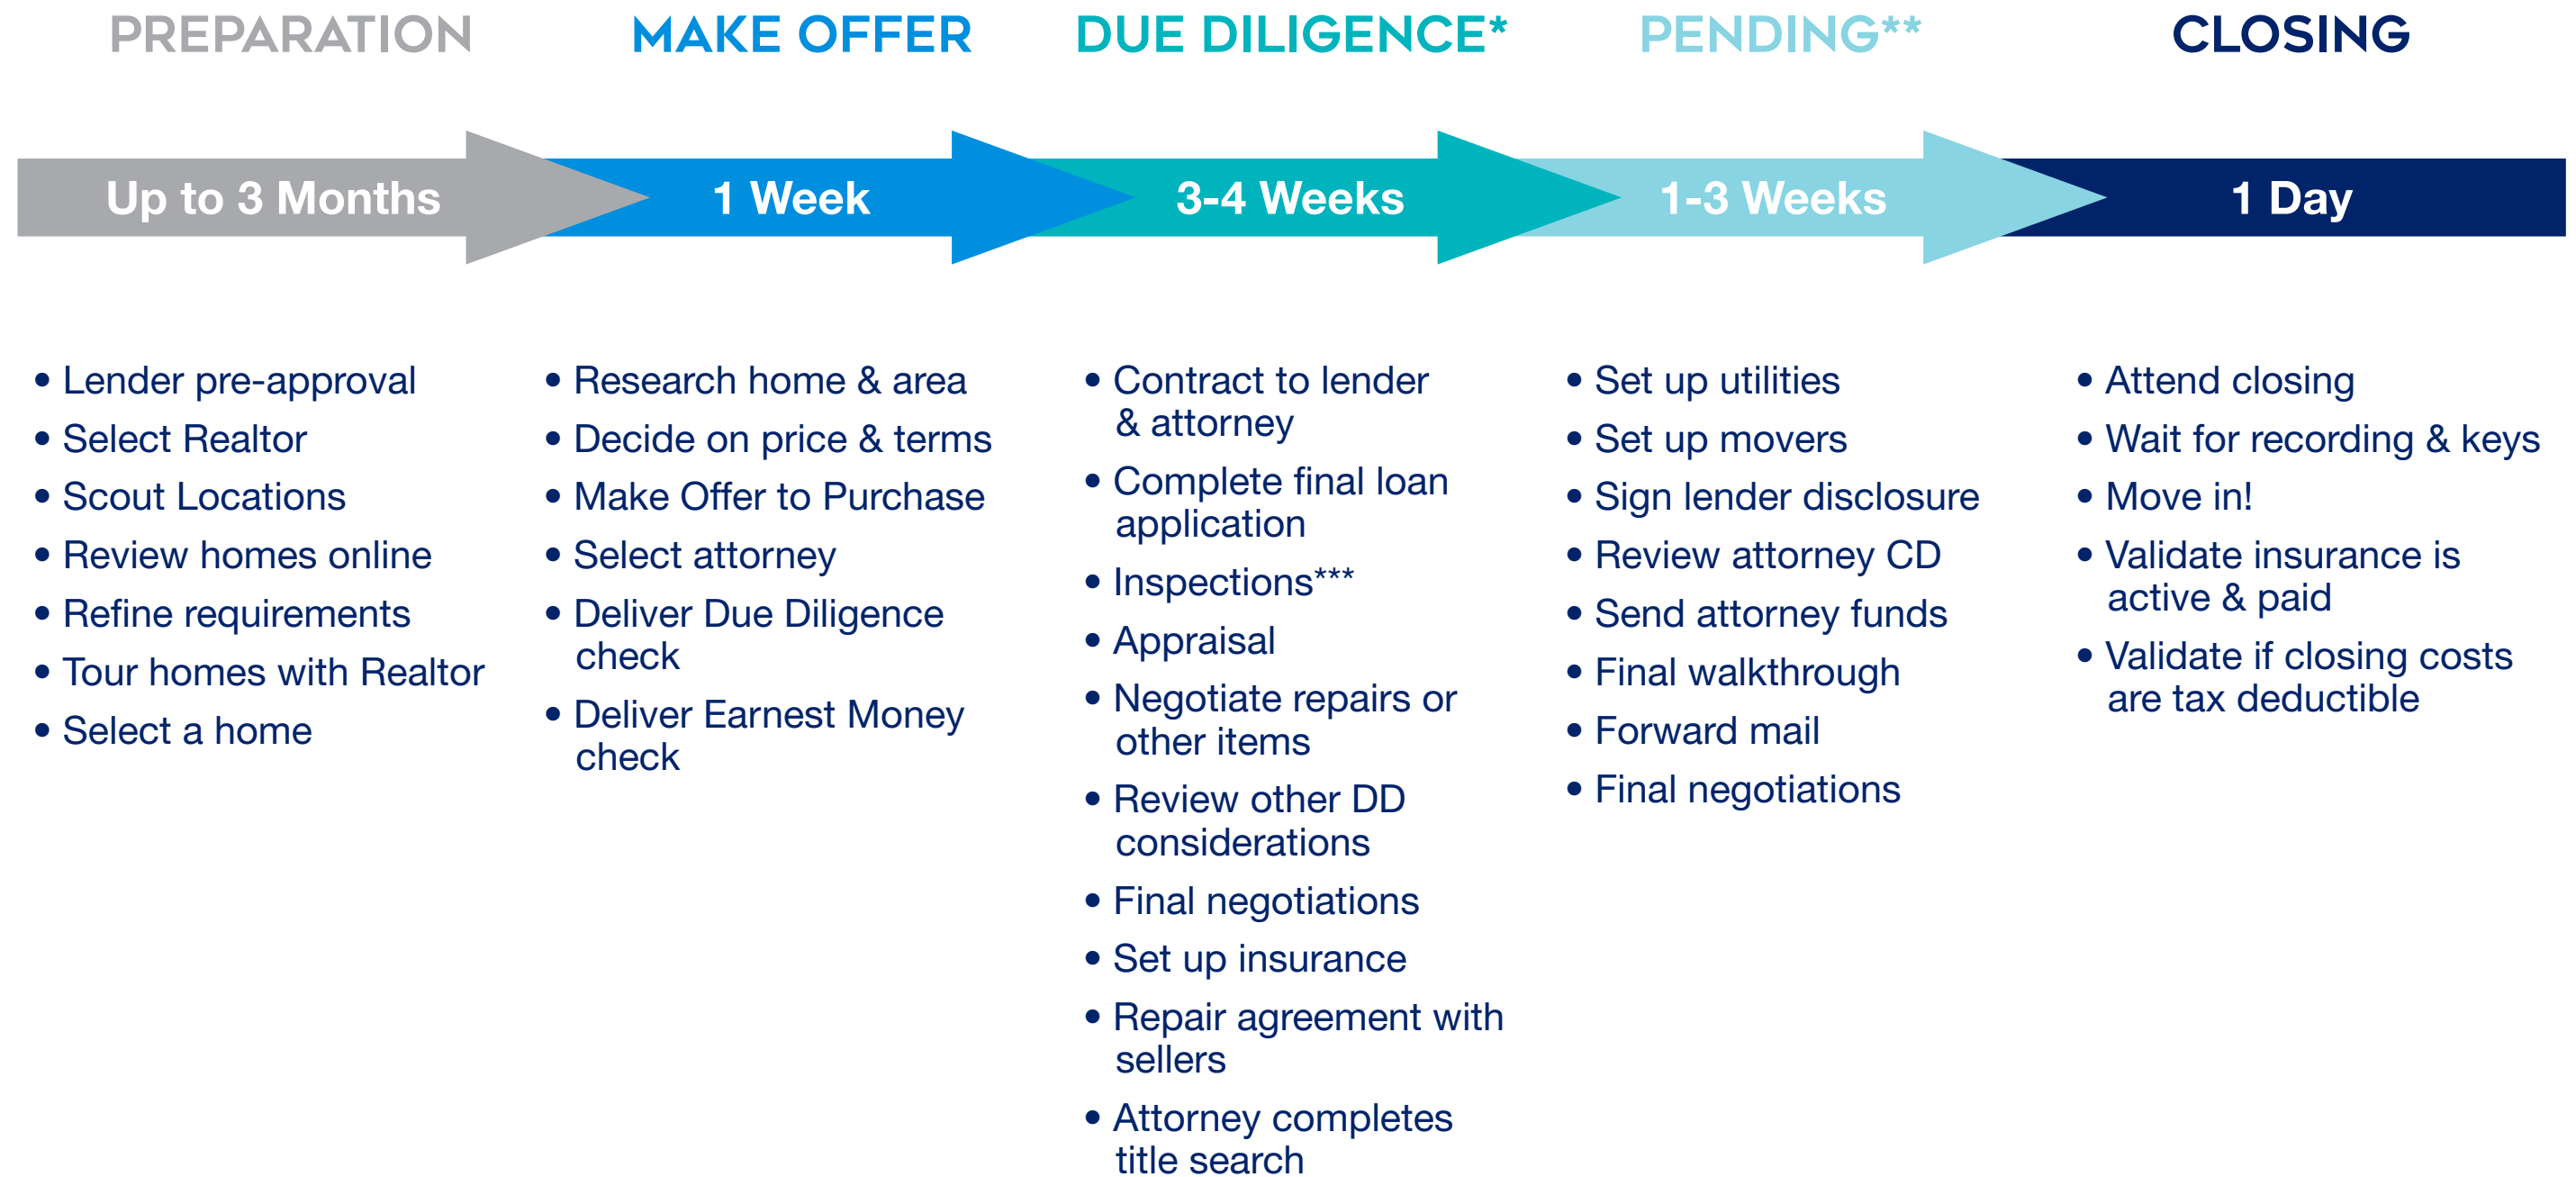 PREPARATION
MAKE OFFER
DUE DILIGENCE*
PENDING**
CLOSING
Up to 3 Months
1 Week
3-4 Weeks
1-3 Weeks
1 Day
• Lender pre-approval
• Select Realtor
• Scout Locations
• Review homes online
• Refine requirements
• Tour homes with Realtor
• Select a home
• Research home & area
• Decide on price & terms
• Make Offer to Purchase
• Select attorney
• Deliver Due Diligence
check
• Deliver Earnest Money
check
• Contract to lender
& attorney
• Complete final loan
application
• Inspections***
• Appraisal
• Negotiate repairs or
other items
• Review other DD
considerations
• Final negotiations
• Set up insurance
• Repair agreement with
sellers
• Attorney completes
title search
• Set up utilities
• Set up movers
• Sign lender disclosure
• Review attorney CD
• Send attorney funds
• Final walkthrough
• Forward mail
• Final negotiations
• Attend closing
• Wait for recording & keys
• Move in!
• Validate insurance is
active & paid
• Validate if closing costs
are tax deductible